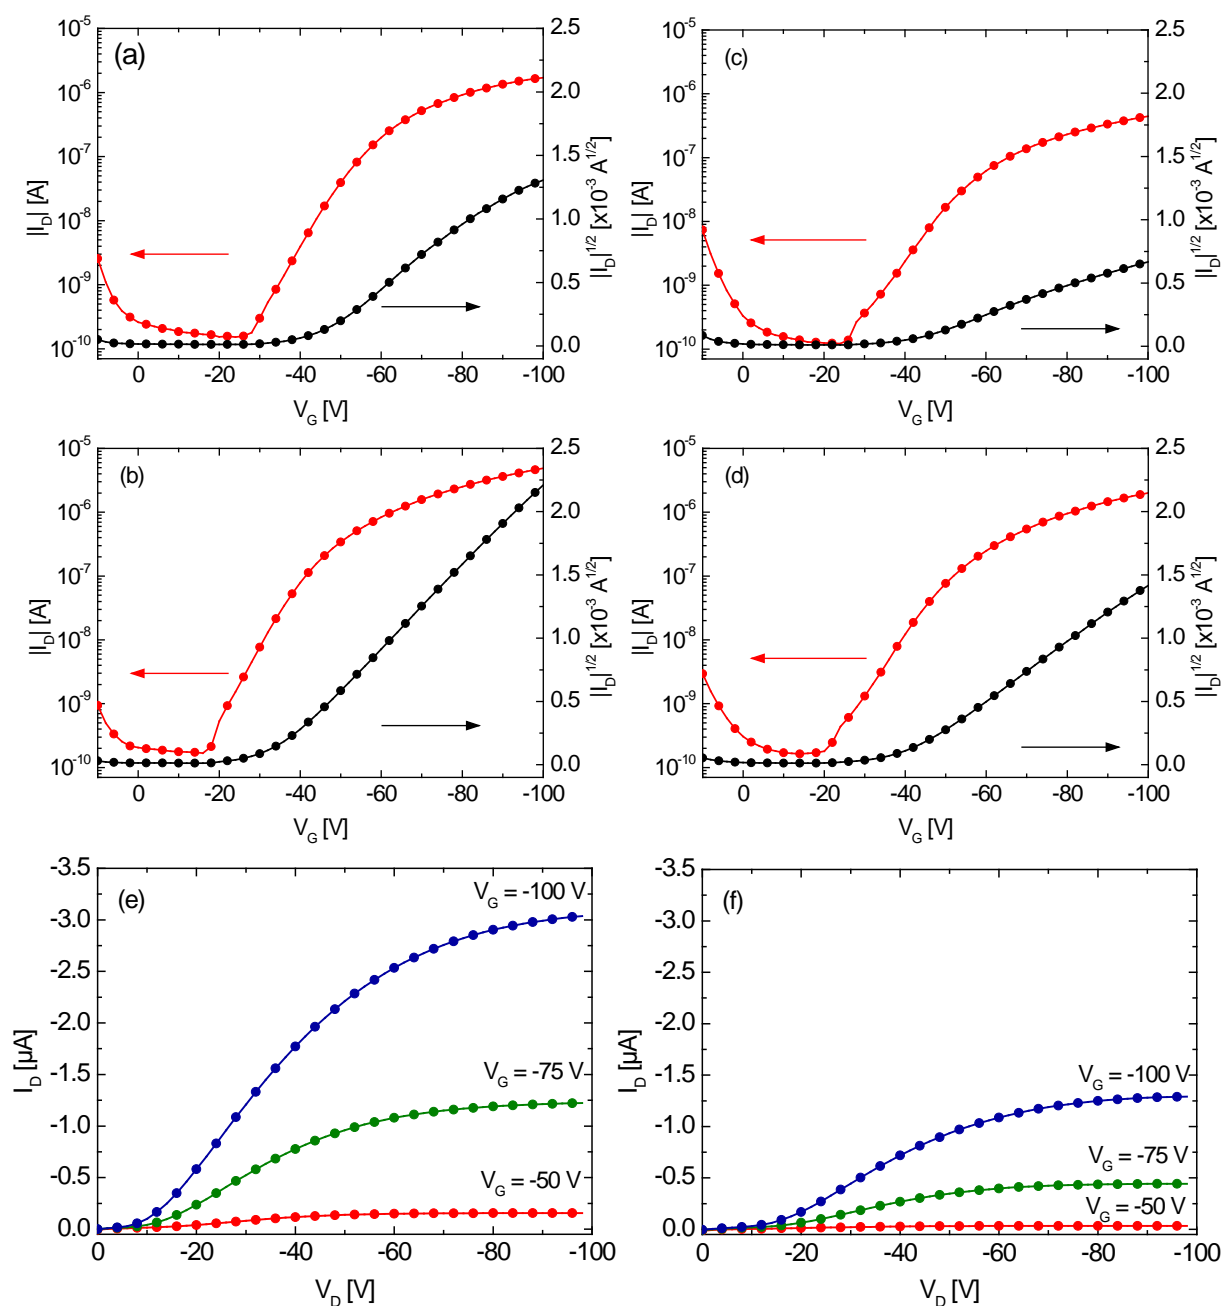 (a)
10⁻⁵
10⁻⁶
10⁻⁷
10⁻⁸
10⁻⁹
10⁻¹⁰
|I_D| [A]
2.5
2.0
1.5
1.0
0.5
0.0
|I_D|^{1/2} [x10⁻³ A^{1/2}]
0 -20 -40 -60 -80 -100
V_G [V]
(c)
10⁻⁵
10⁻⁶
10⁻⁷
10⁻⁸
10⁻⁹
10⁻¹⁰
|I_D| [A]
2.5
2.0
1.5
1.0
0.5
0.0
|I_D|^{1/2} [x10⁻³ A^{1/2}]
0 -20 -40 -60 -80 -100
V_G [V]
(b)
10⁻⁵
10⁻⁶
10⁻⁷
10⁻⁸
10⁻⁹
10⁻¹⁰
|I_D| [A]
2.5
2.0
1.5
1.0
0.5
0.0
|I_D|^{1/2} [x10⁻³ A^{1/2}]
0 -20 -40 -60 -80 -100
V_G [V]
(d)
10⁻⁵
10⁻⁶
10⁻⁷
10⁻⁸
10⁻⁹
10⁻¹⁰
|I_D| [A]
2.5
2.0
1.5
1.0
0.5
0.0
|I_D|^{1/2} [x10⁻³ A^{1/2}]
0 -20 -40 -60 -80 -100
V_G [V]
(e)
-3.5
-3.0
-2.5
-2.0
-1.5
-1.0
-0.5
0.0
I_D [µA]
V_G = -100 V
V_G = -75 V
V_G = -50 V
0 -20 -40 -60 -80 -100
V_D [V]
(f)
-3.5
-3.0
-2.5
-2.0
-1.5
-1.0
-0.5
0.0
I_D [µA]
V_G = -100 V
V_G = -75 V
V_G = -50 V
0 -20 -40 -60 -80 -100
V_D [V]